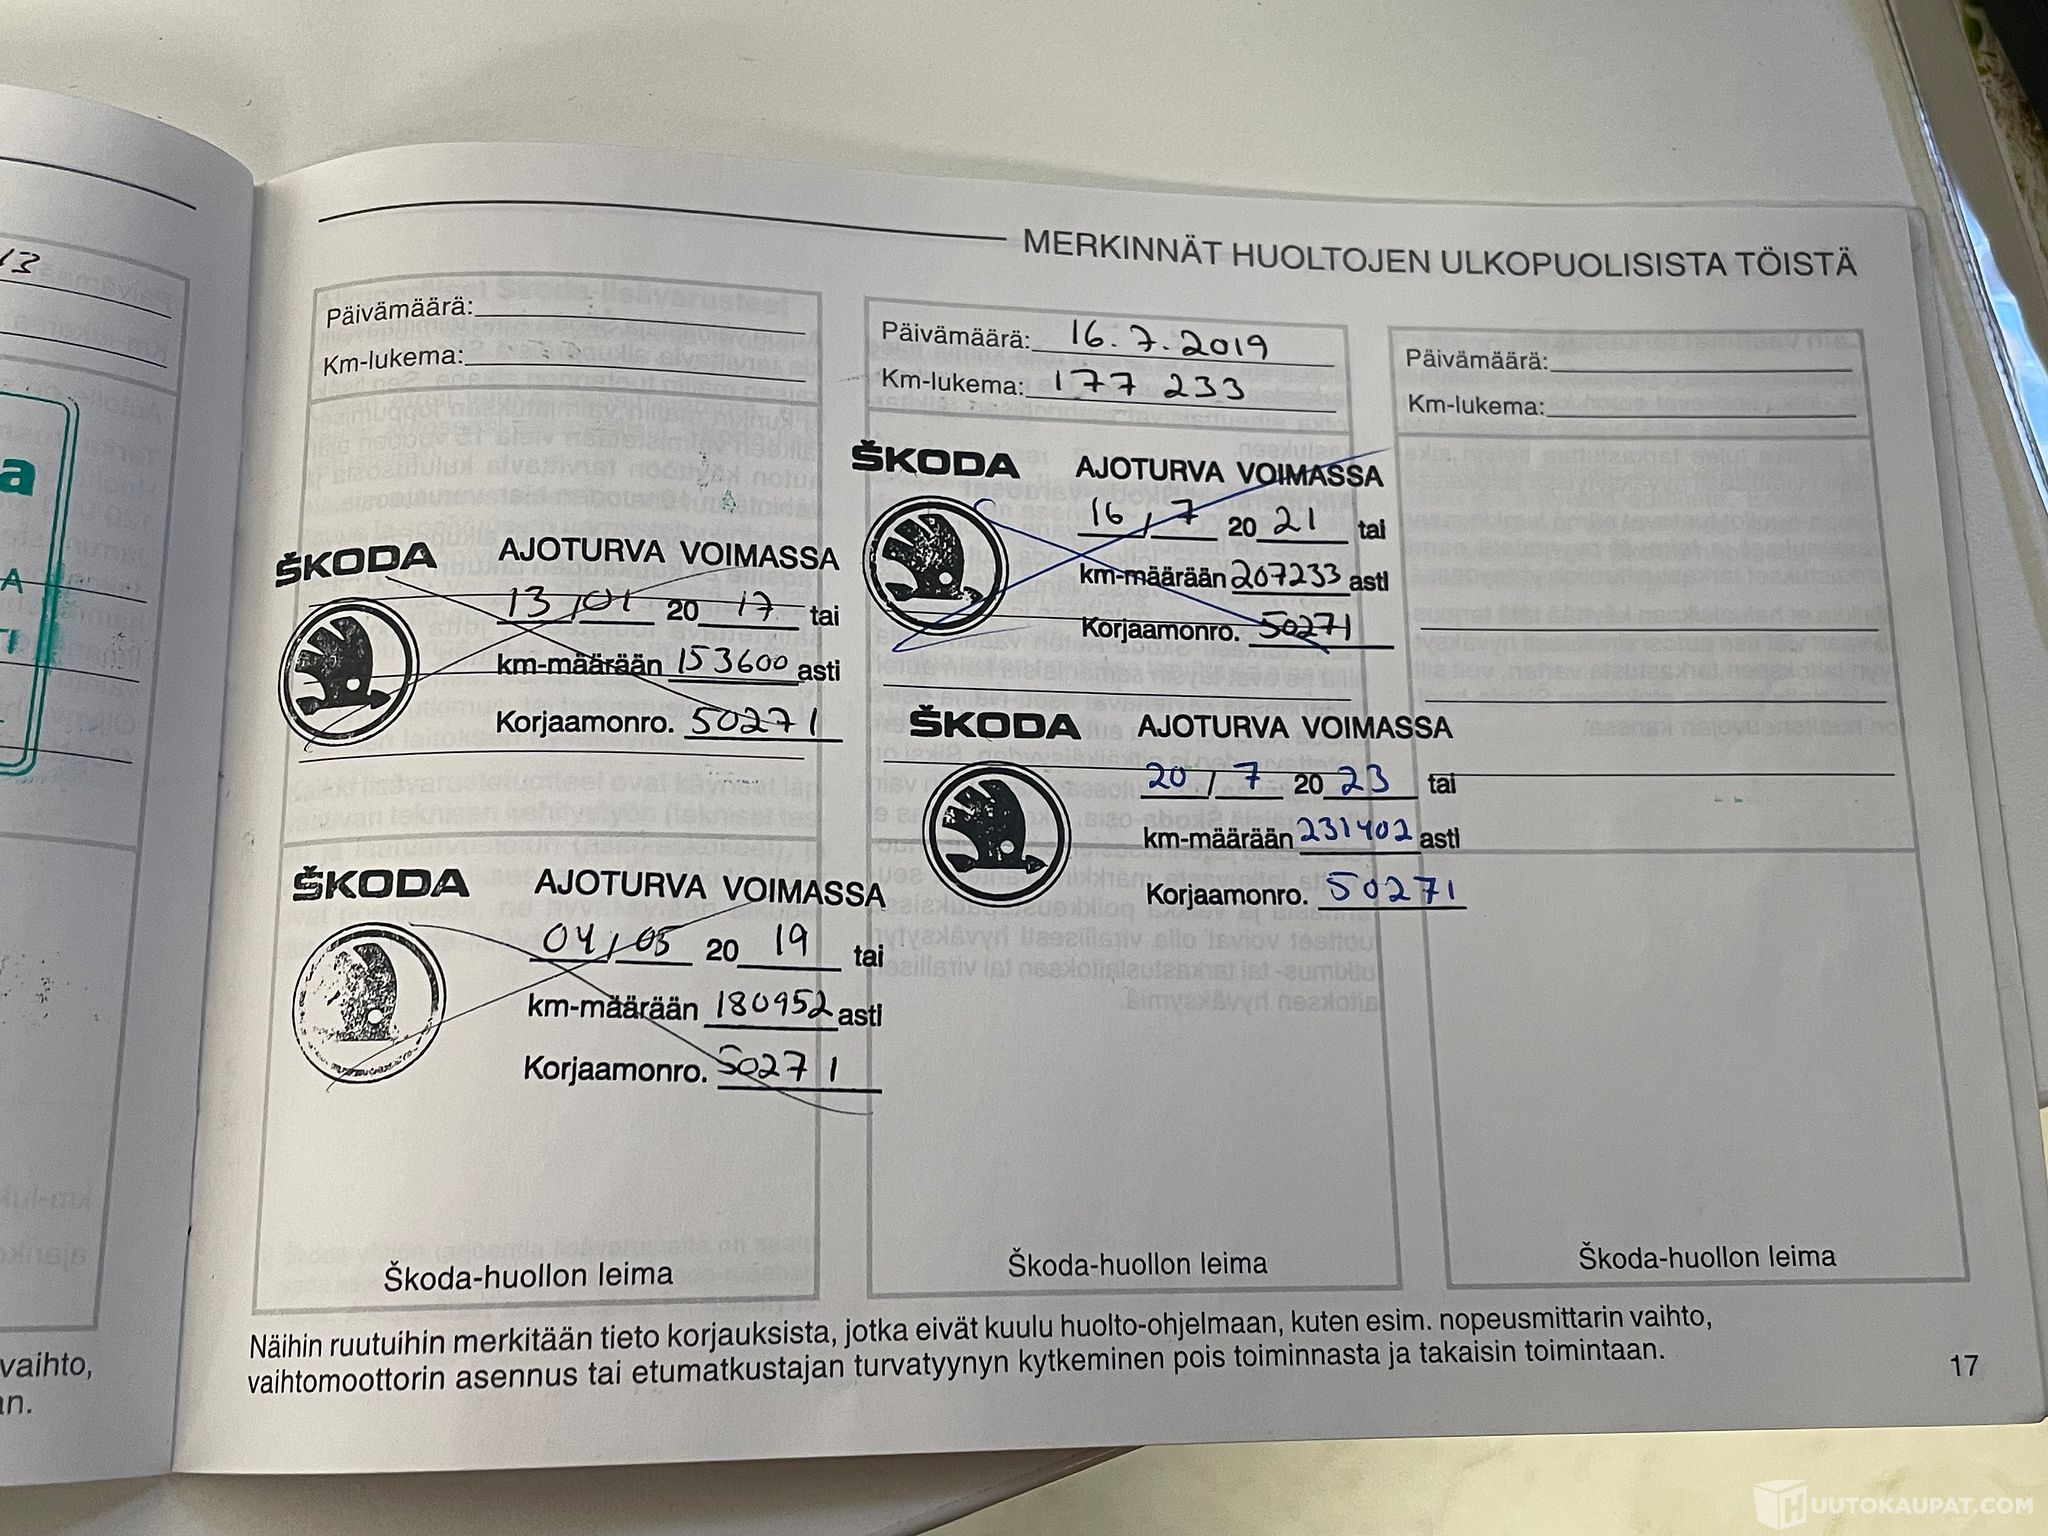 13
a
A
vaihto,
n.
MERKINNÄT HUOLTOJEN ULKOPUOLISISTA TÖISTÄ
Päivämäärä:
Km-lukema:
ŠKODA AJOTURVA VOIMASSA
13 / 01 20 17 tai
km-määrään 153600 asti
Korjaamonro. 50271
ŠKODA AJOTURVA VOIMASSA
04 / 05 20 19 tai
km-määrään 180952 asti
Korjaamonro. 50271
Škoda-huollon leima
Päivämäärä: 16.7.2019
Km-lukema: 177 233
ŠKODA AJOTURVA VOIMASSA
16 / 7 20 21 tai
km-määrään 207233 asti
Korjaamonro. 50271
ŠKODA AJOTURVA VOIMASSA
20 / 7 20 23 tai
km-määrään 231402 asti
Korjaamonro. 50271
Škoda-huollon leima
Päivämäärä:
Km-lukema:
Škoda-huollon leima
Näihin ruutuihin merkitään tieto korjauksista, jotka eivät kuulu huolto-ohjelmaan, kuten esim. nopeusmittarin vaihto,
vaihtomoottorin asennus tai etumatkustajan turvatyynyn kytkeminen pois toiminnasta ja takaisin toimintaan.
17
HUUTOKAUPAT.COM